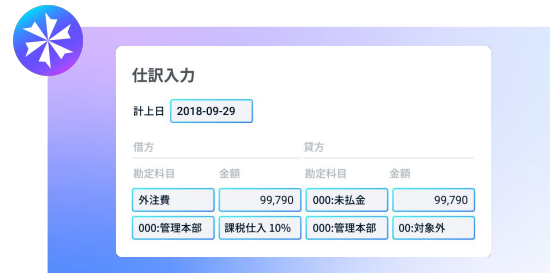 仕訳入力
計上日 2018-09-29
借方 貸方
勘定科目 金額 勘定科目 金額
外注費 99,790 000:未払金 99,790
000:管理本部 課税仕入 10% 000:管理本部 00:対象外